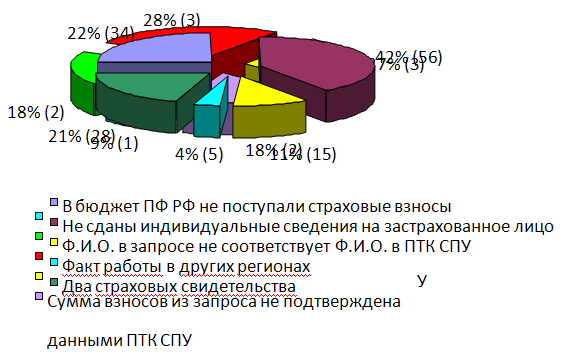 28% (3)
22% (34)
42% (56)
7% (3)
18% (2)
21% (28)
9% (1)
4% (5)
18% (2)
11% (15)
В бюджет ПФ РФ не поступали страховые взносы
Не сданы индивидуальные сведения на застрахованное лицо
Ф.И.О. в запросе не соответствует Ф.И.О. в ПТК СПУ
Факт работы в других регионах
Два страховых свидетельства
У
Сумма взносов из запроса не подтверждена
данными ПТК СПУ